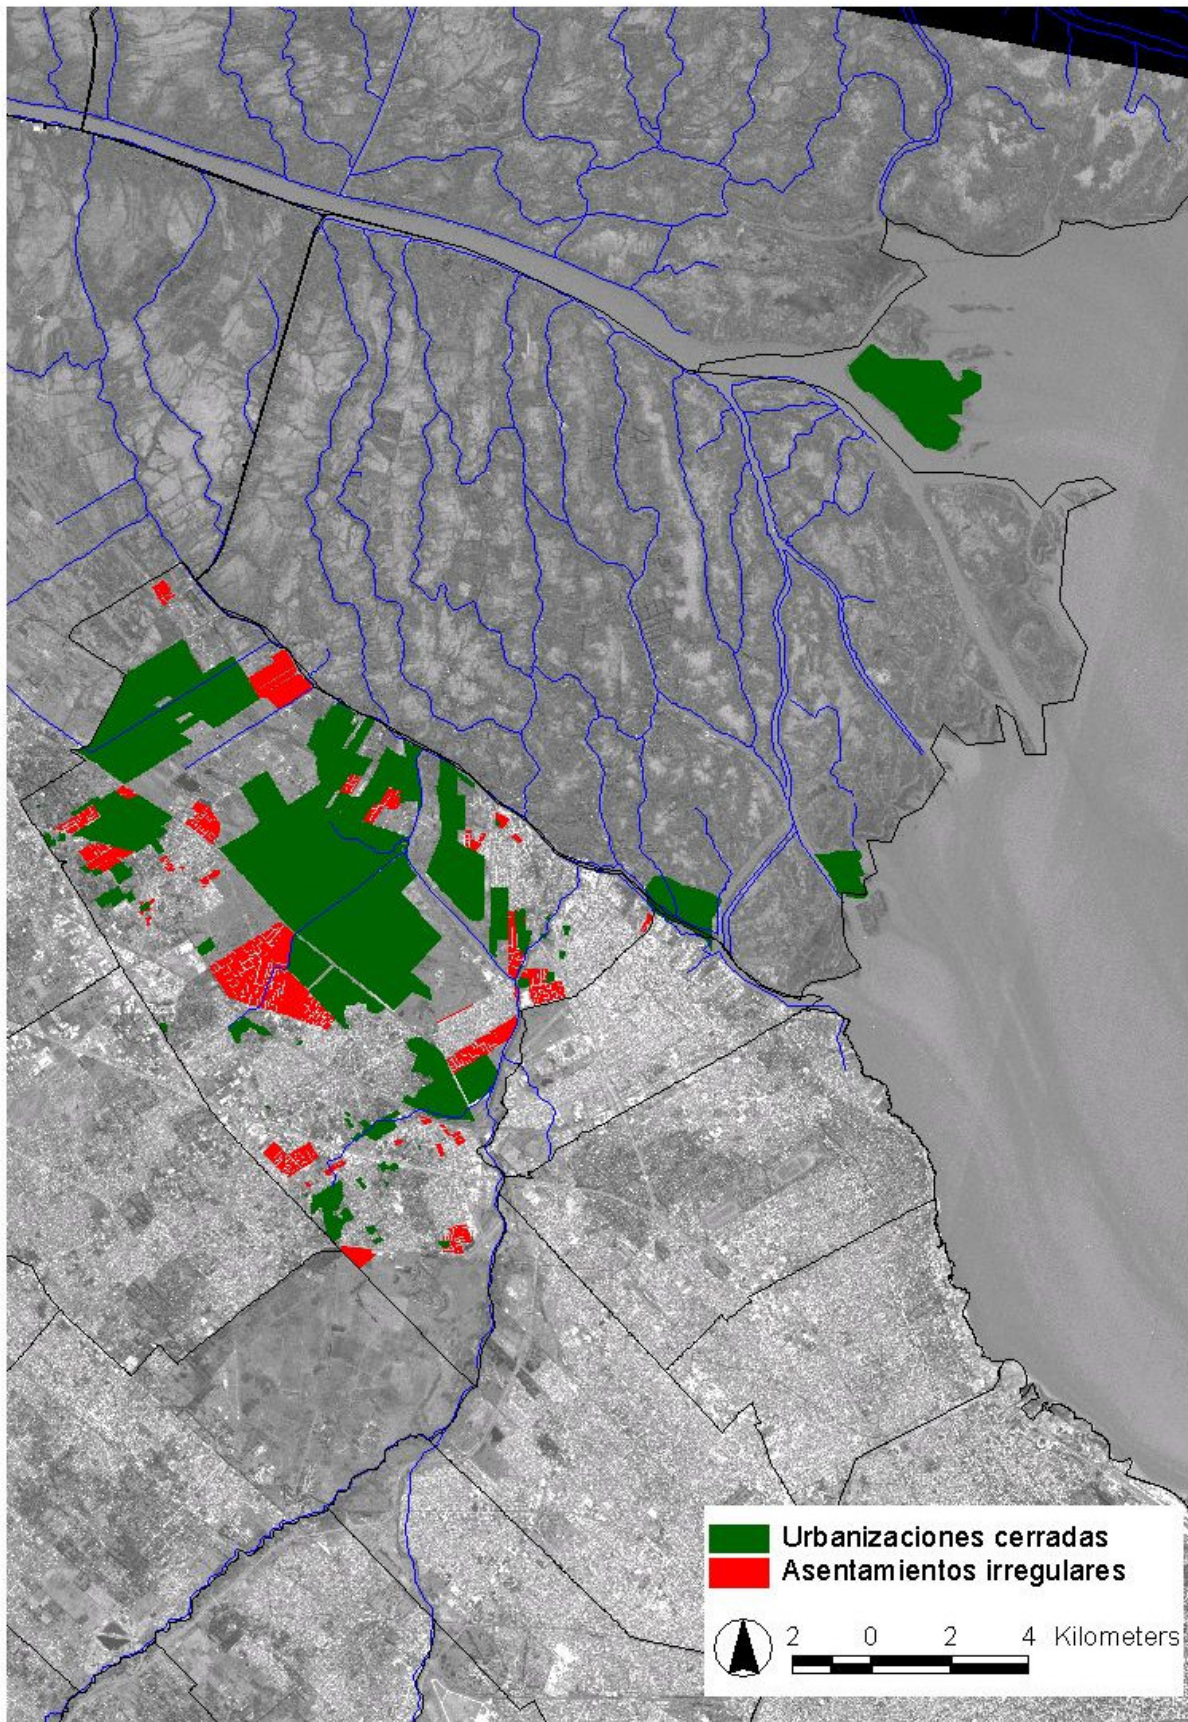 Urbanizaciones cerradas
Asentamientos irregulares
2 0 2 4 Kilometers